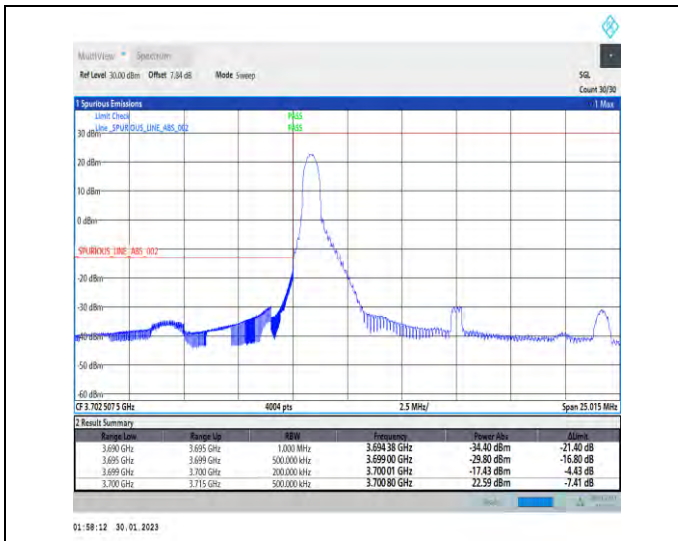 MultiView Spectrum
Ref Level 30.00 dBm Offset 7.84 dB Mode Sweep SGL
Count 30/30
1 Spurious Emissions 1 Max
Limit Check PASS
Line _SPURIOUS_LINE_ABS_002 PASS
30 dBm
20 dBm
10 dBm
0 dBm
_SPURIOUS_LINE_ABS_002
-20 dBm
-30 dBm
-40 dBm
-50 dBm
-60 dBm
CF 3.702 507 5 GHz 4004 pts 2.5 MHz/ Span 25.015 MHz
2 Result Summary
Range Low Range Up RBW Frequency Power Abs ΔLimit
3.690 GHz 3.695 GHz 1.000 MHz 3.694 38 GHz -34.40 dBm -21.40 dB
3.695 GHz 3.699 GHz 500.000 kHz 3.699 00 GHz -29.80 dBm -16.80 dB
3.699 GHz 3.700 GHz 200.000 kHz 3.700 01 GHz -17.43 dBm -4.43 dB
3.700 GHz 3.715 GHz 500.000 kHz 3.700 80 GHz 22.59 dBm -7.41 dB
01:58:12 30.01.2023